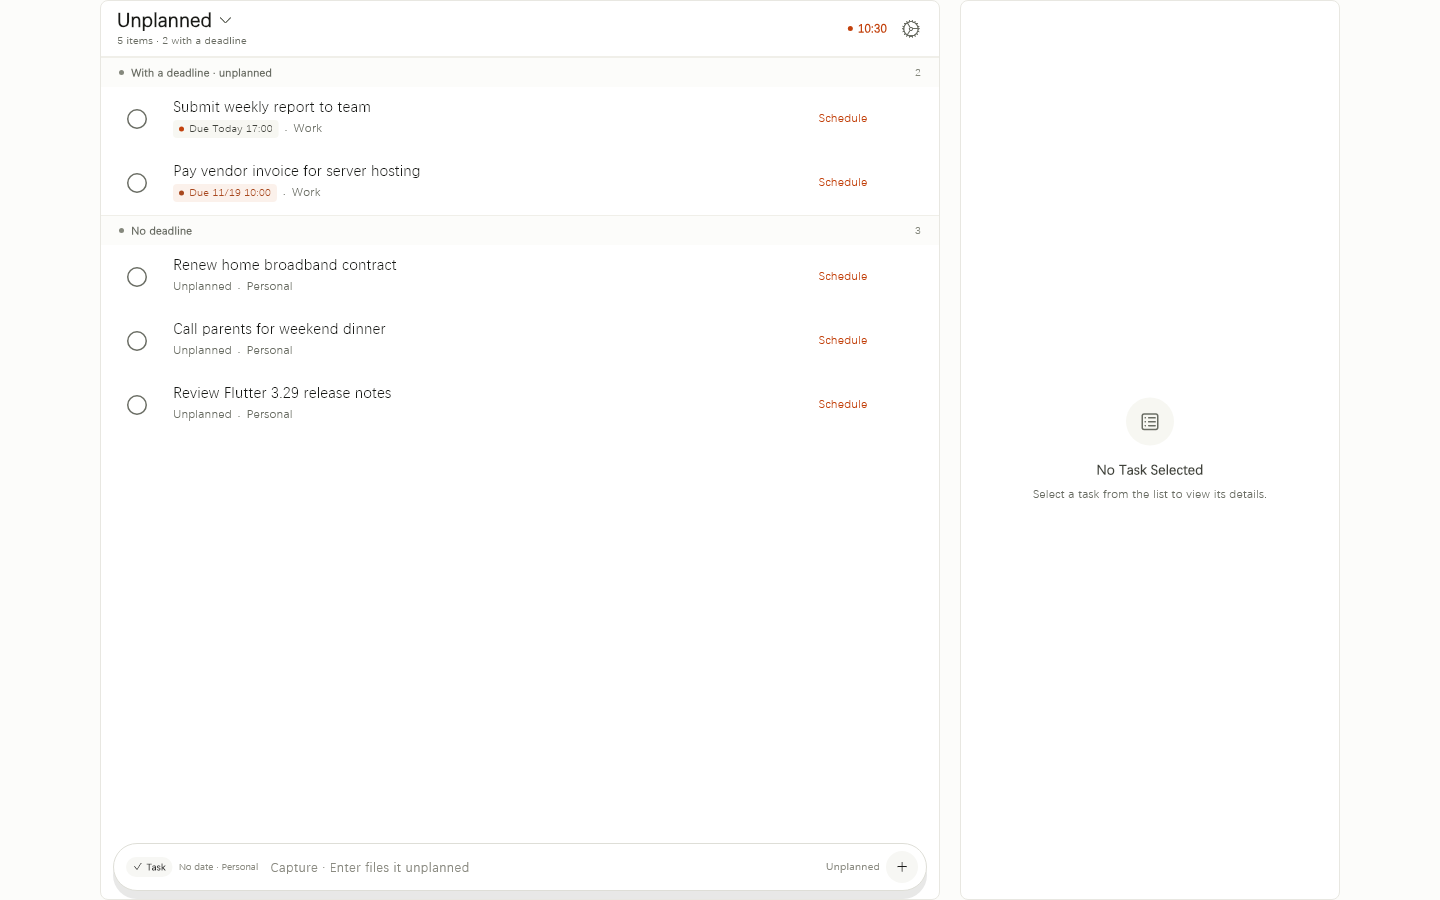 Unplanned
5 items · 2 with a deadline
10:30
With a deadline · unplanned
2
Submit weekly report to team
Due Today 17:00 · Work
Schedule
Pay vendor invoice for server hosting
Due 11/19 10:00 · Work
Schedule
No deadline
3
Renew home broadband contract
Unplanned · Personal
Schedule
Call parents for weekend dinner
Unplanned · Personal
Schedule
Review Flutter 3.29 release notes
Unplanned · Personal
Schedule
Task
No date · Personal
Capture · Enter files it unplanned
Unplanned
No Task Selected
Select a task from the list to view its details.